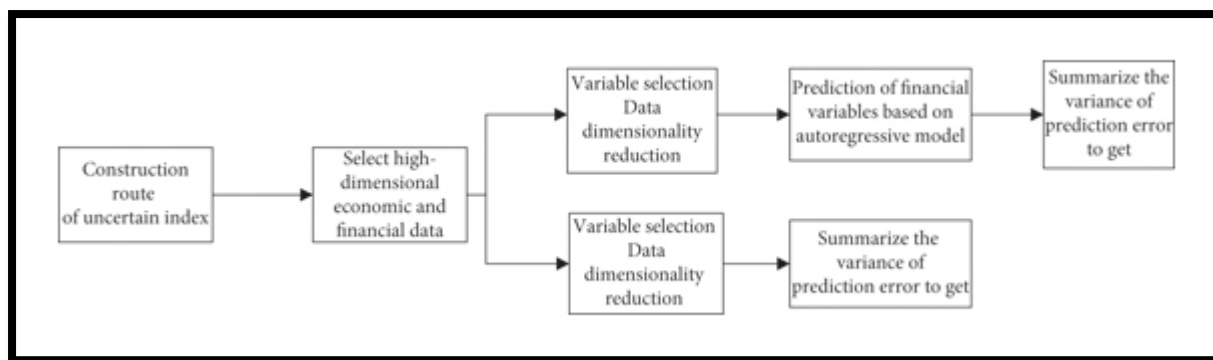 Construction
route
of uncertain index
Select high-
dimensional
economic and
financial data
Variable selection
Data
dimensionality
reduction
Prediction of financial
variables based on
autoregressive model
Summarize the
variance of
prediction error
to get
Variable selection
Data
dimensionality
reduction
Summarize the
variance of
prediction error to get